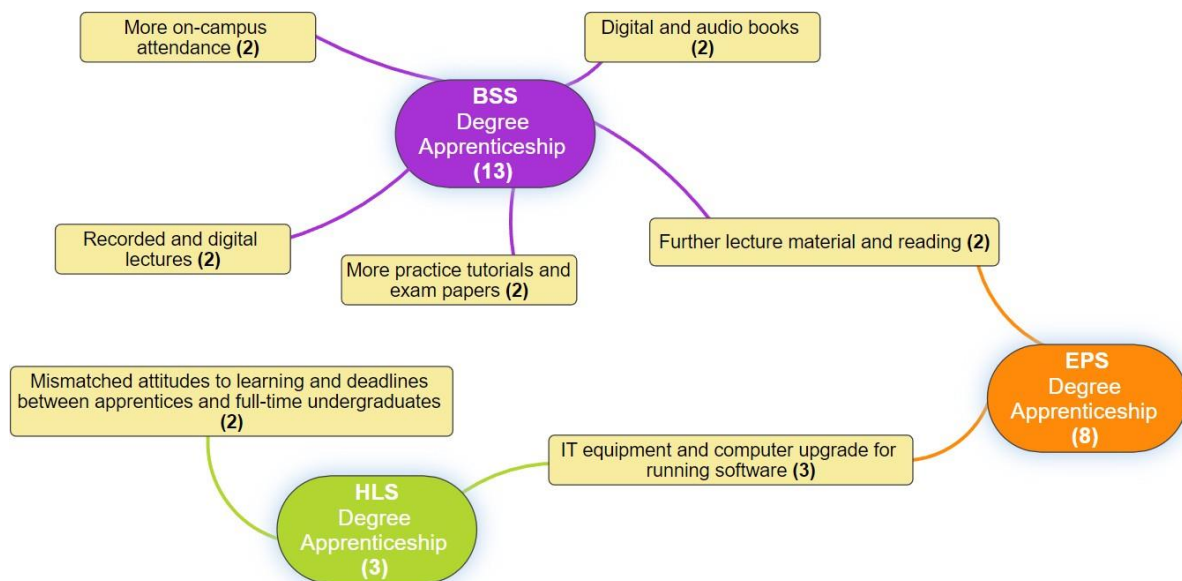 More on-campus
attendance (2)
Digital and audio books
(2)
BSS
Degree
Apprenticeship
(13)
Recorded and digital
lectures (2)
More practice tutorials and
exam papers (2)
Further lecture material and reading (2)
EPS
Degree
Apprenticeship
(8)
Mismatched attitudes to learning and deadlines
between apprentices and full-time undergraduates
(2)
IT equipment and computer upgrade for
running software (3)
HLS
Degree
Apprenticeship
(3)